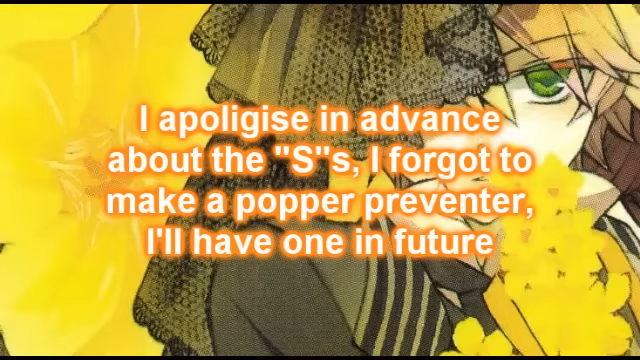 I apoligise in advance
about the "S"s, I forgot to
make a popper preventer,
I'll have one in future